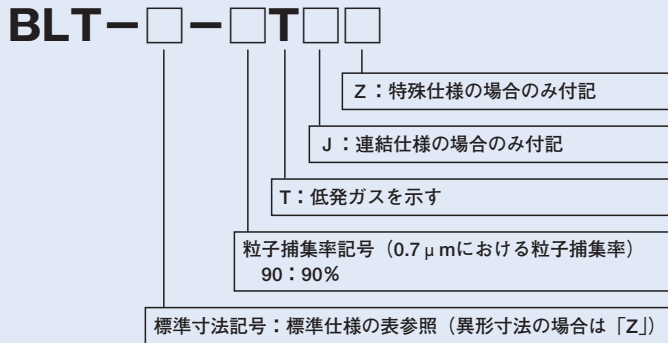 BLT－□－□T□□
Z：特殊仕様の場合のみ付記
J：連結仕様の場合のみ付記
T：低発ガスを示す
粒子捕集率記号（0.7μmにおける粒子捕集率）
90：90%
標準寸法記号：標準仕様の表参照（異形寸法の場合は「Z」）